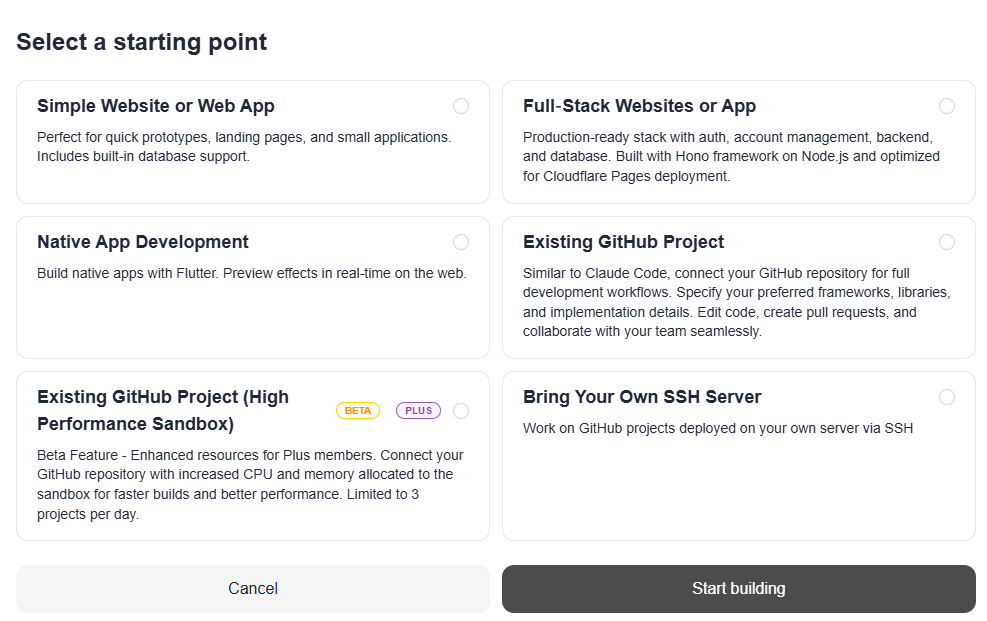 Select a starting point
Simple Website or Web App
Perfect for quick prototypes, landing pages, and small applications.
Includes built-in database support.
Full-Stack Websites or App
Production-ready stack with auth, account management, backend,
and database. Built with Hono framework on Node.js and optimized
for Cloudflare Pages deployment.
Native App Development
Build native apps with Flutter. Preview effects in real-time on the web.
Existing GitHub Project
Similar to Claude Code, connect your GitHub repository for full
development workflows. Specify your preferred frameworks, libraries,
and implementation details. Edit code, create pull requests, and
collaborate with your team seamlessly.
Existing GitHub Project (High
Performance Sandbox)
BETA
PLUS
Beta Feature - Enhanced resources for Plus members. Connect your
GitHub repository with increased CPU and memory allocated to the
sandbox for faster builds and better performance. Limited to 3
projects per day.
Bring Your Own SSH Server
Work on GitHub projects deployed on your own server via SSH
Cancel
Start building